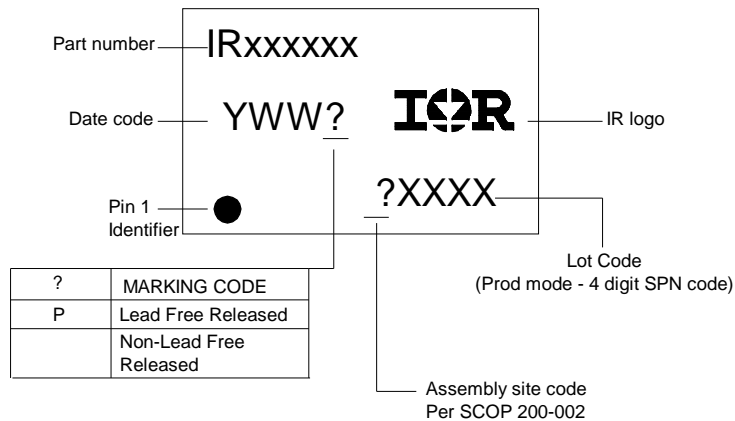 Part number
IRxxxxxx
Date code
YWW?
IOR
IR logo
?XXXX
Pin 1
Identifier
Lot Code
(Prod mode - 4 digit SPN code)
? MARKING CODE
P Lead Free Released
Non-Lead Free
Released
Assembly site code
Per SCOP 200-002